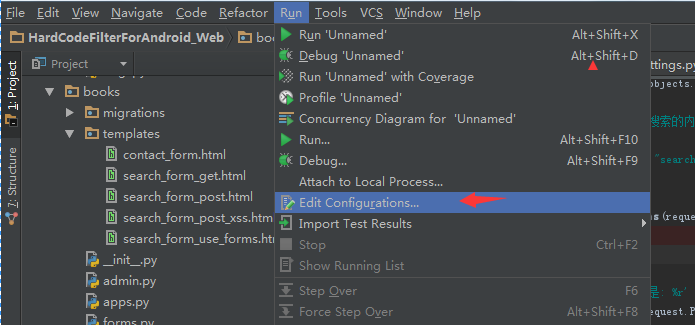 File Edit View Navigate Code Refactor Run Tools VCS Window Help
HardCodeFilterForAndroid_Web
Project
books
migrations
templates
contact_form.html
search_form_get.html
search_form_post.html
search_form_post_xss.htm
search_form_use_forms.ht
__init__.py
admin.py
apps.py
forms.py
1: Project
7: Structure
Run 'Unnamed' Alt+Shift+X
Debug 'Unnamed' Alt+Shift+D
Run 'Unnamed' with Coverage
Profile 'Unnamed'
Concurrency Diagram for 'Unnamed'
Run... Alt+Shift+F10
Debug... Alt+Shift+F9
Attach to Local Process...
Edit Configurations...
Import Test Results
Stop Ctrl+F2
Show Running List
Step Over F6
Force Step Over Alt+Shift+F8
ttings.py
objects.
搜索的内
"search
s(reque
是: %r'
equest.P